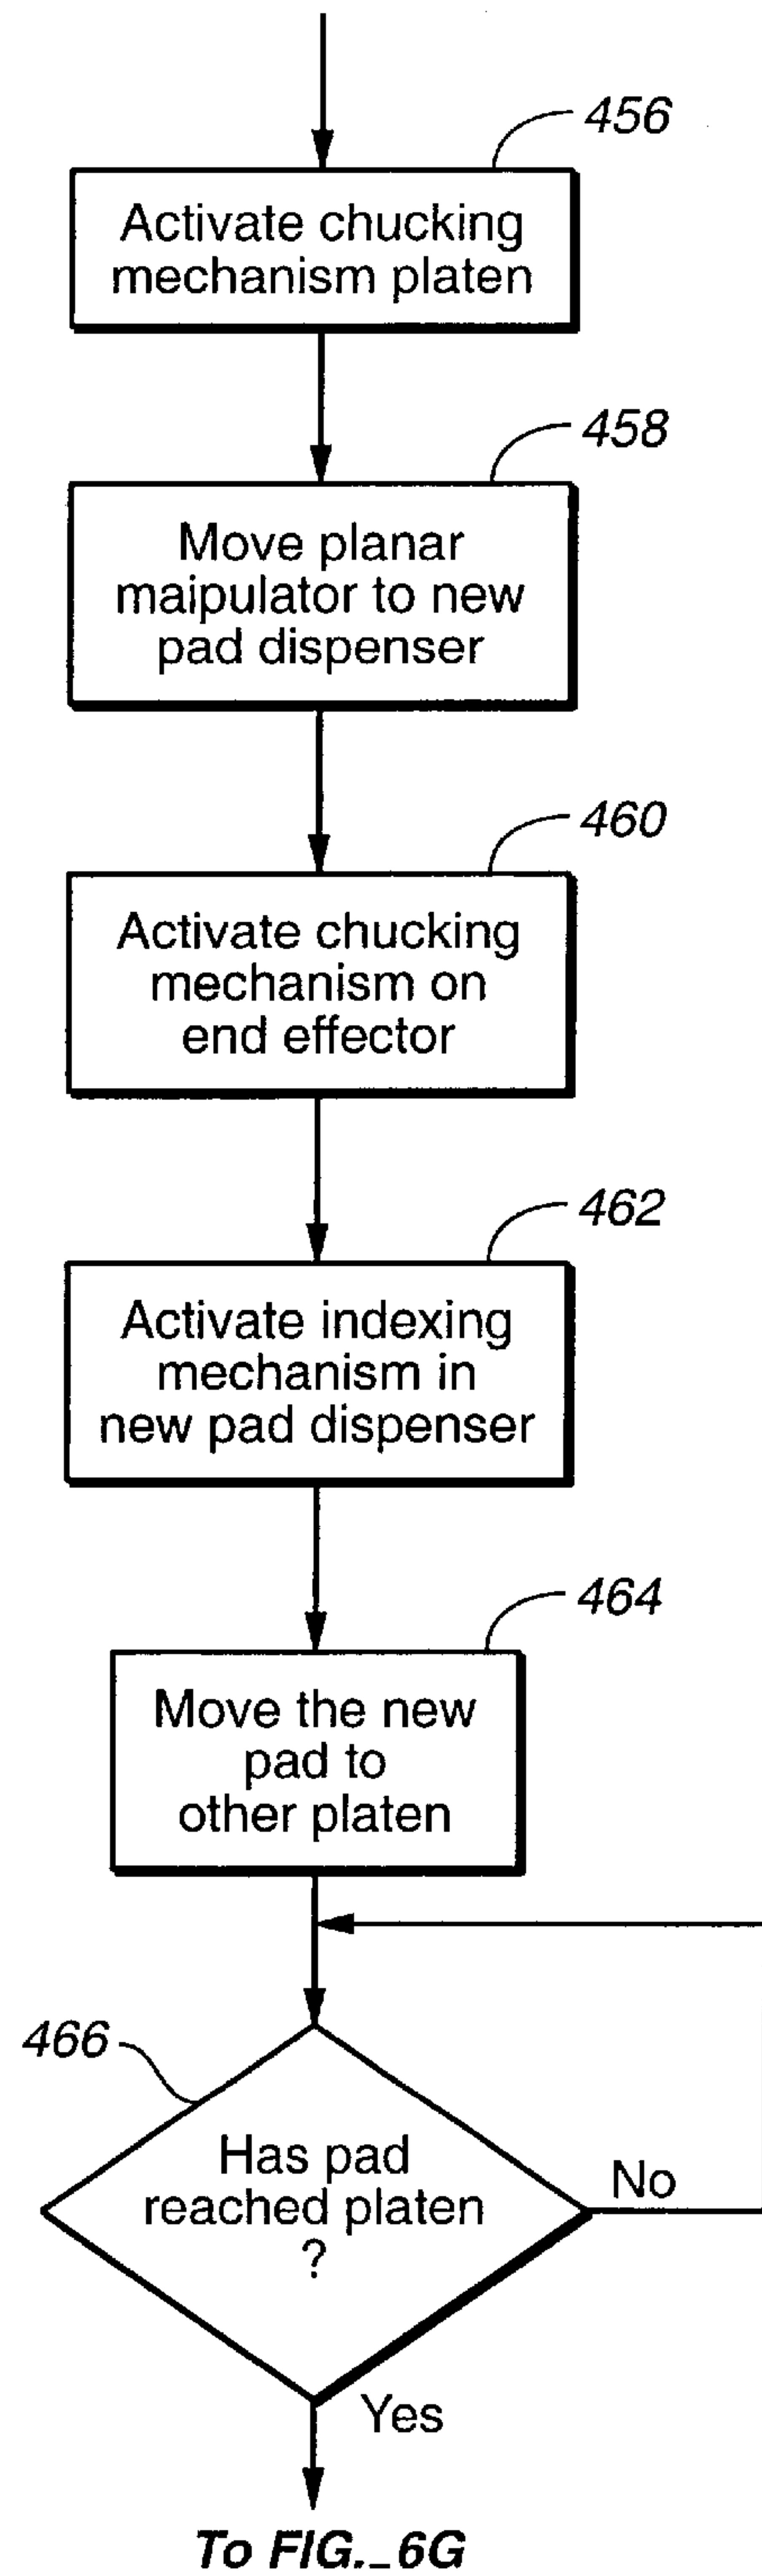 456
Activate chucking
mechanism platen
458
Move planar
maipulator to new
pad dispenser
460
Activate chucking
mechanism on
end effector
462
Activate indexing
mechanism in
new pad dispenser
464
Move the new
pad to
other platen
466
Has pad
reached platen
?
No
Yes
To FIG._6G